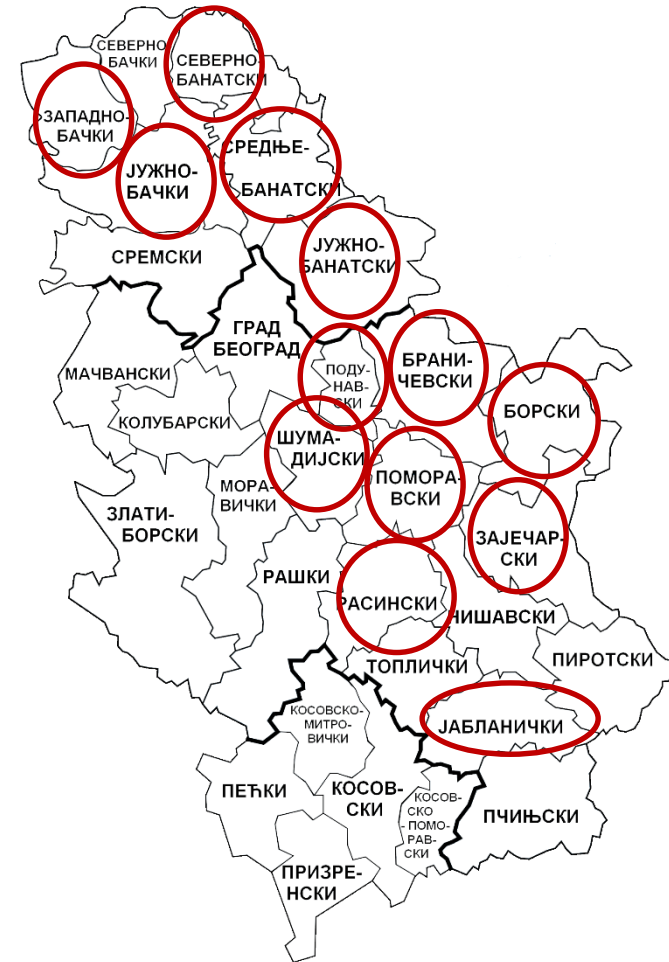 СЕВЕРНО
БАЧКИ
СЕВЕРНО-
БАНАТСКИ
ЗАПАДНО-
БАЧКИ
ЈУЖНО-
БАЧКИ
СРЕДЊЕ-
БАНАТСКИ
СРЕМСКИ
ЈУЖНО-
БАНАТСКИ
ГРАД
БЕОГРАД
МАЧВАНСКИ
КОЛУБАРСКИ
ПОДУ-
НАВ-
СКИ
БРАНИ-
ЧЕВСКИ
БОРСКИ
ШУМА-
ДИЈСКИ
ПОМОРА-
ВСКИ
МОРА-
ВИЧКИ
ЗЛАТИ-
БОРСКИ
ЗАЈЕЧАР-
СКИ
РАШКИ
РАСИНСКИ
НИШАВСКИ
ТОПЛИЧКИ
ПИРОТСКИ
КОСОВСКО-
МИТРО-
ВИЧКИ
ЈАБЛАНИЧКИ
ПЕЋКИ
КОСОВ-
СКИ
КОСОВ-
СКО
- ПОМО-
РАВ-
СКИ
ПЧИЊСКИ
ПРИЗРЕ-
НСКИ